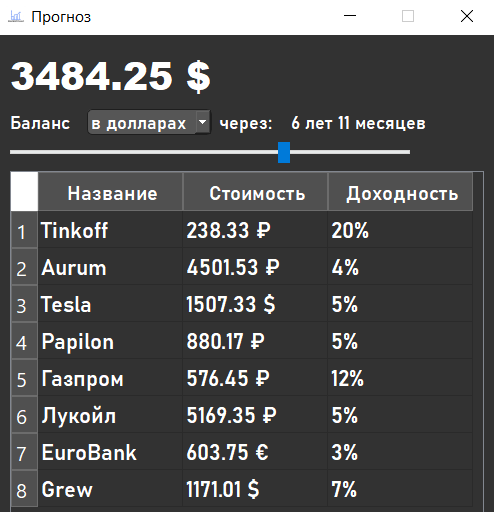 Прогноз
3484.25 $
Баланс в долларах через: 6 лет 11 месяцев
Название Стоимость Доходность
1 Tinkoff 238.33 ₽ 20%
2 Aurum 4501.53 ₽ 4%
3 Tesla 1507.33 $ 5%
4 Papilon 880.17 ₽ 5%
5 Газпром 576.45 ₽ 12%
6 Лукойл 5169.35 ₽ 5%
7 EuroBank 603.75 € 3%
8 Grew 1171.01 $ 7%